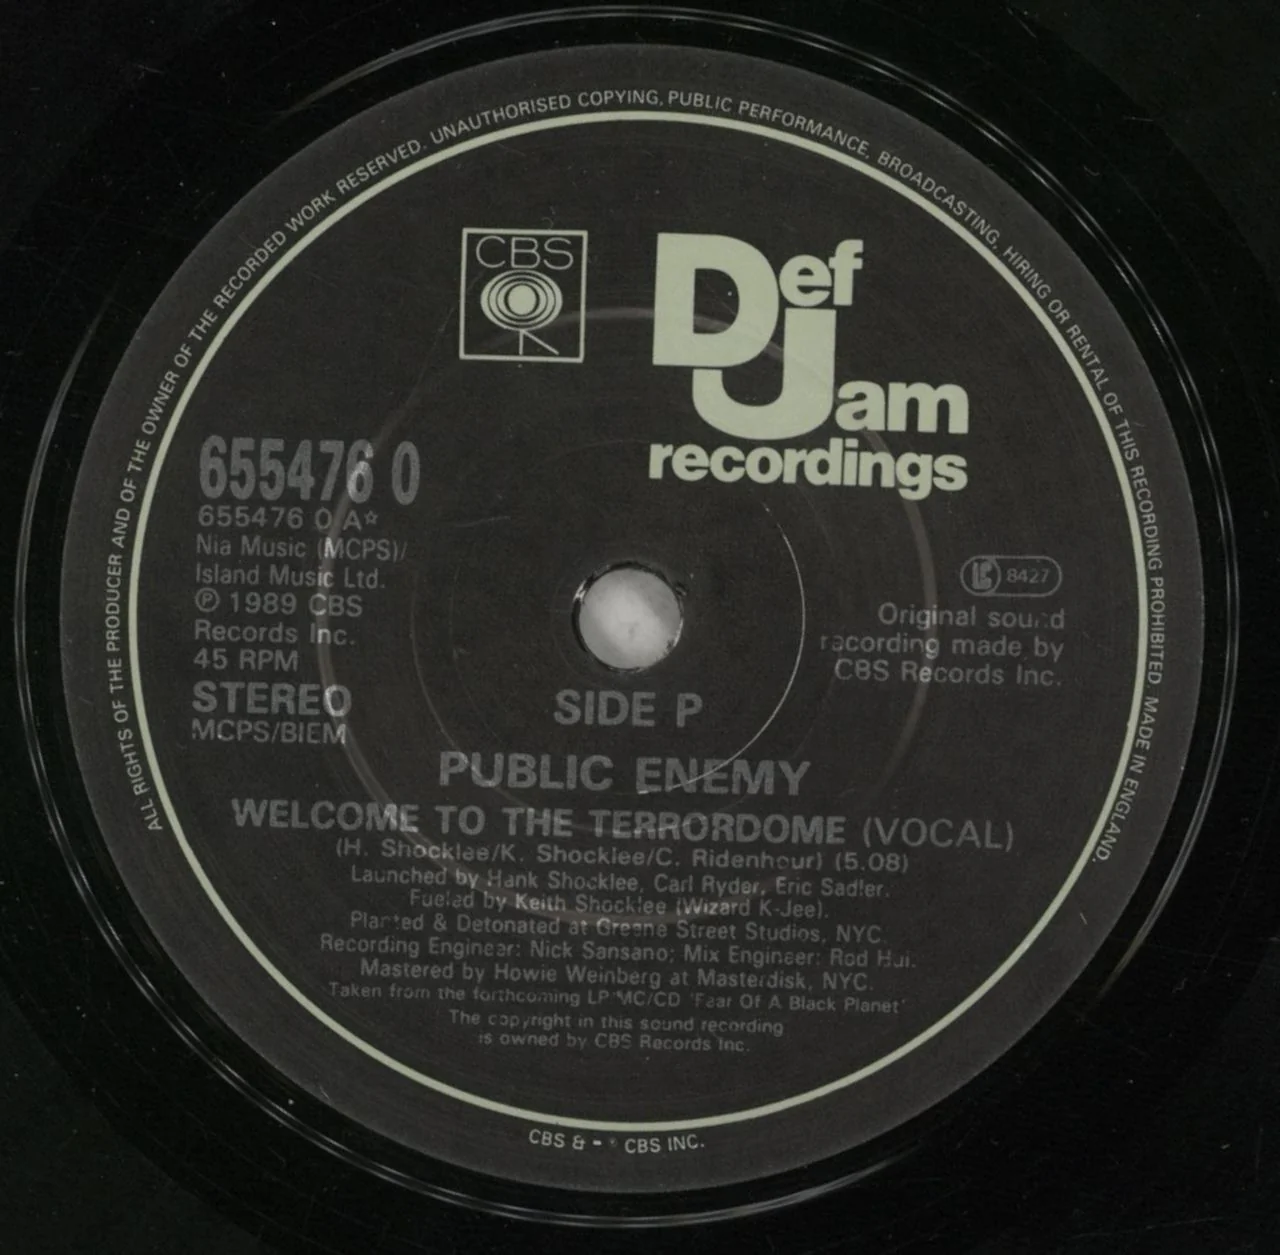 ALL RIGHTS OF THE PRODUCER AND OF THE OWNER OF THE RECORDED WORK RESERVED. UNAUTHORISED COPYING, PUBLIC PERFORMANCE, BROADCASTING, HIRING OR RENTAL OF THIS RECORDING PROHIBITED. MADE IN ENGLAND.
CBS
Def
Jam
recordings
655476 0
655476 0 A☆
Nia Music (MCPS)/
Island Music Ltd.
℗ 1989 CBS
Records Inc.
45 RPM
STEREO
MCPS/BIEM
LC 8427
Original sound
recording made by
CBS Records Inc.
SIDE P
PUBLIC ENEMY
WELCOME TO THE TERRORDOME (VOCAL)
(H. Shocklee/K. Shocklee/C. Ridenhour) (5.08)
Launched by Hank Shocklee, Carl Ryder, Eric Sadler.
Fueled by Keith Shocklee (Wizard K-Jee).
Planted & Detonated at Greene Street Studios, NYC.
Recording Engineer: Nick Sansano; Mix Engineer: Rod Hui.
Mastered by Howie Weinberg at Masterdisk, NYC.
Taken from the forthcoming LP/MC/CD 'Fear Of A Black Planet'
The copyright in this sound recording
is owned by CBS Records Inc.
CBS & - CBS INC.